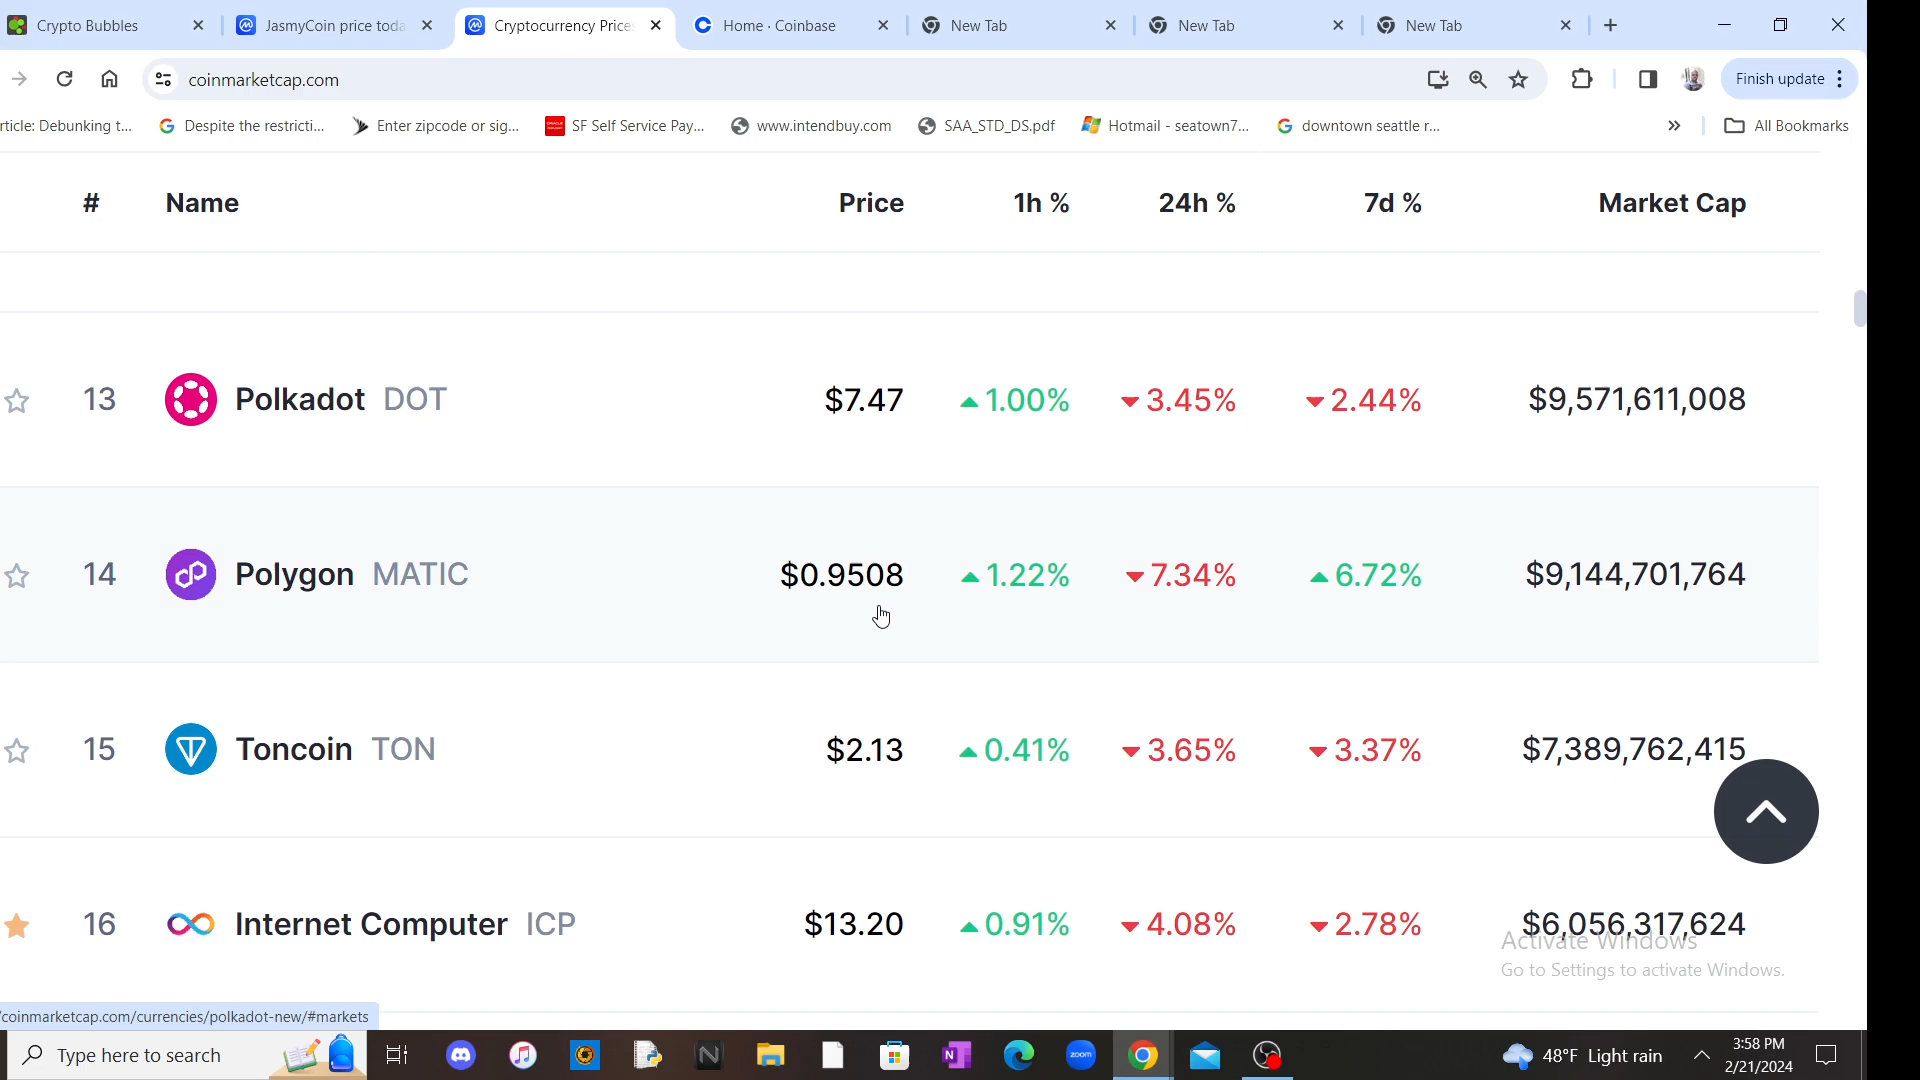 Crypto Bubbles
JasmyCoin price toda
Cryptocurrency Prices
Home · Coinbase
New Tab
New Tab
New Tab
coinmarketcap.com
Finish update
rticle: Debunking t...
Despite the restricti...
Enter zipcode or sig...
SF Self Service Pay...
www.intendbuy.com
SAA_STD_DS.pdf
Hotmail - seatown7...
downtown seattle r...
All Bookmarks
# Name Price 1h % 24h % 7d % Market Cap
13 Polkadot DOT $7.47 1.00% 3.45% 2.44% $9,571,611,008
14 Polygon MATIC $0.9508 1.22% 7.34% 6.72% $9,144,701,764
15 Toncoin TON $2.13 0.41% 3.65% 3.37% $7,389,762,415
16 Internet Computer ICP $13.20 0.91% 4.08% 2.78% $6,056,317,624
Activate Windows
Go to Settings to activate Windows.
/coinmarketcap.com/currencies/polkadot-new/#markets
Type here to search
zoom
48°F Light rain
3:58 PM
2/21/2024